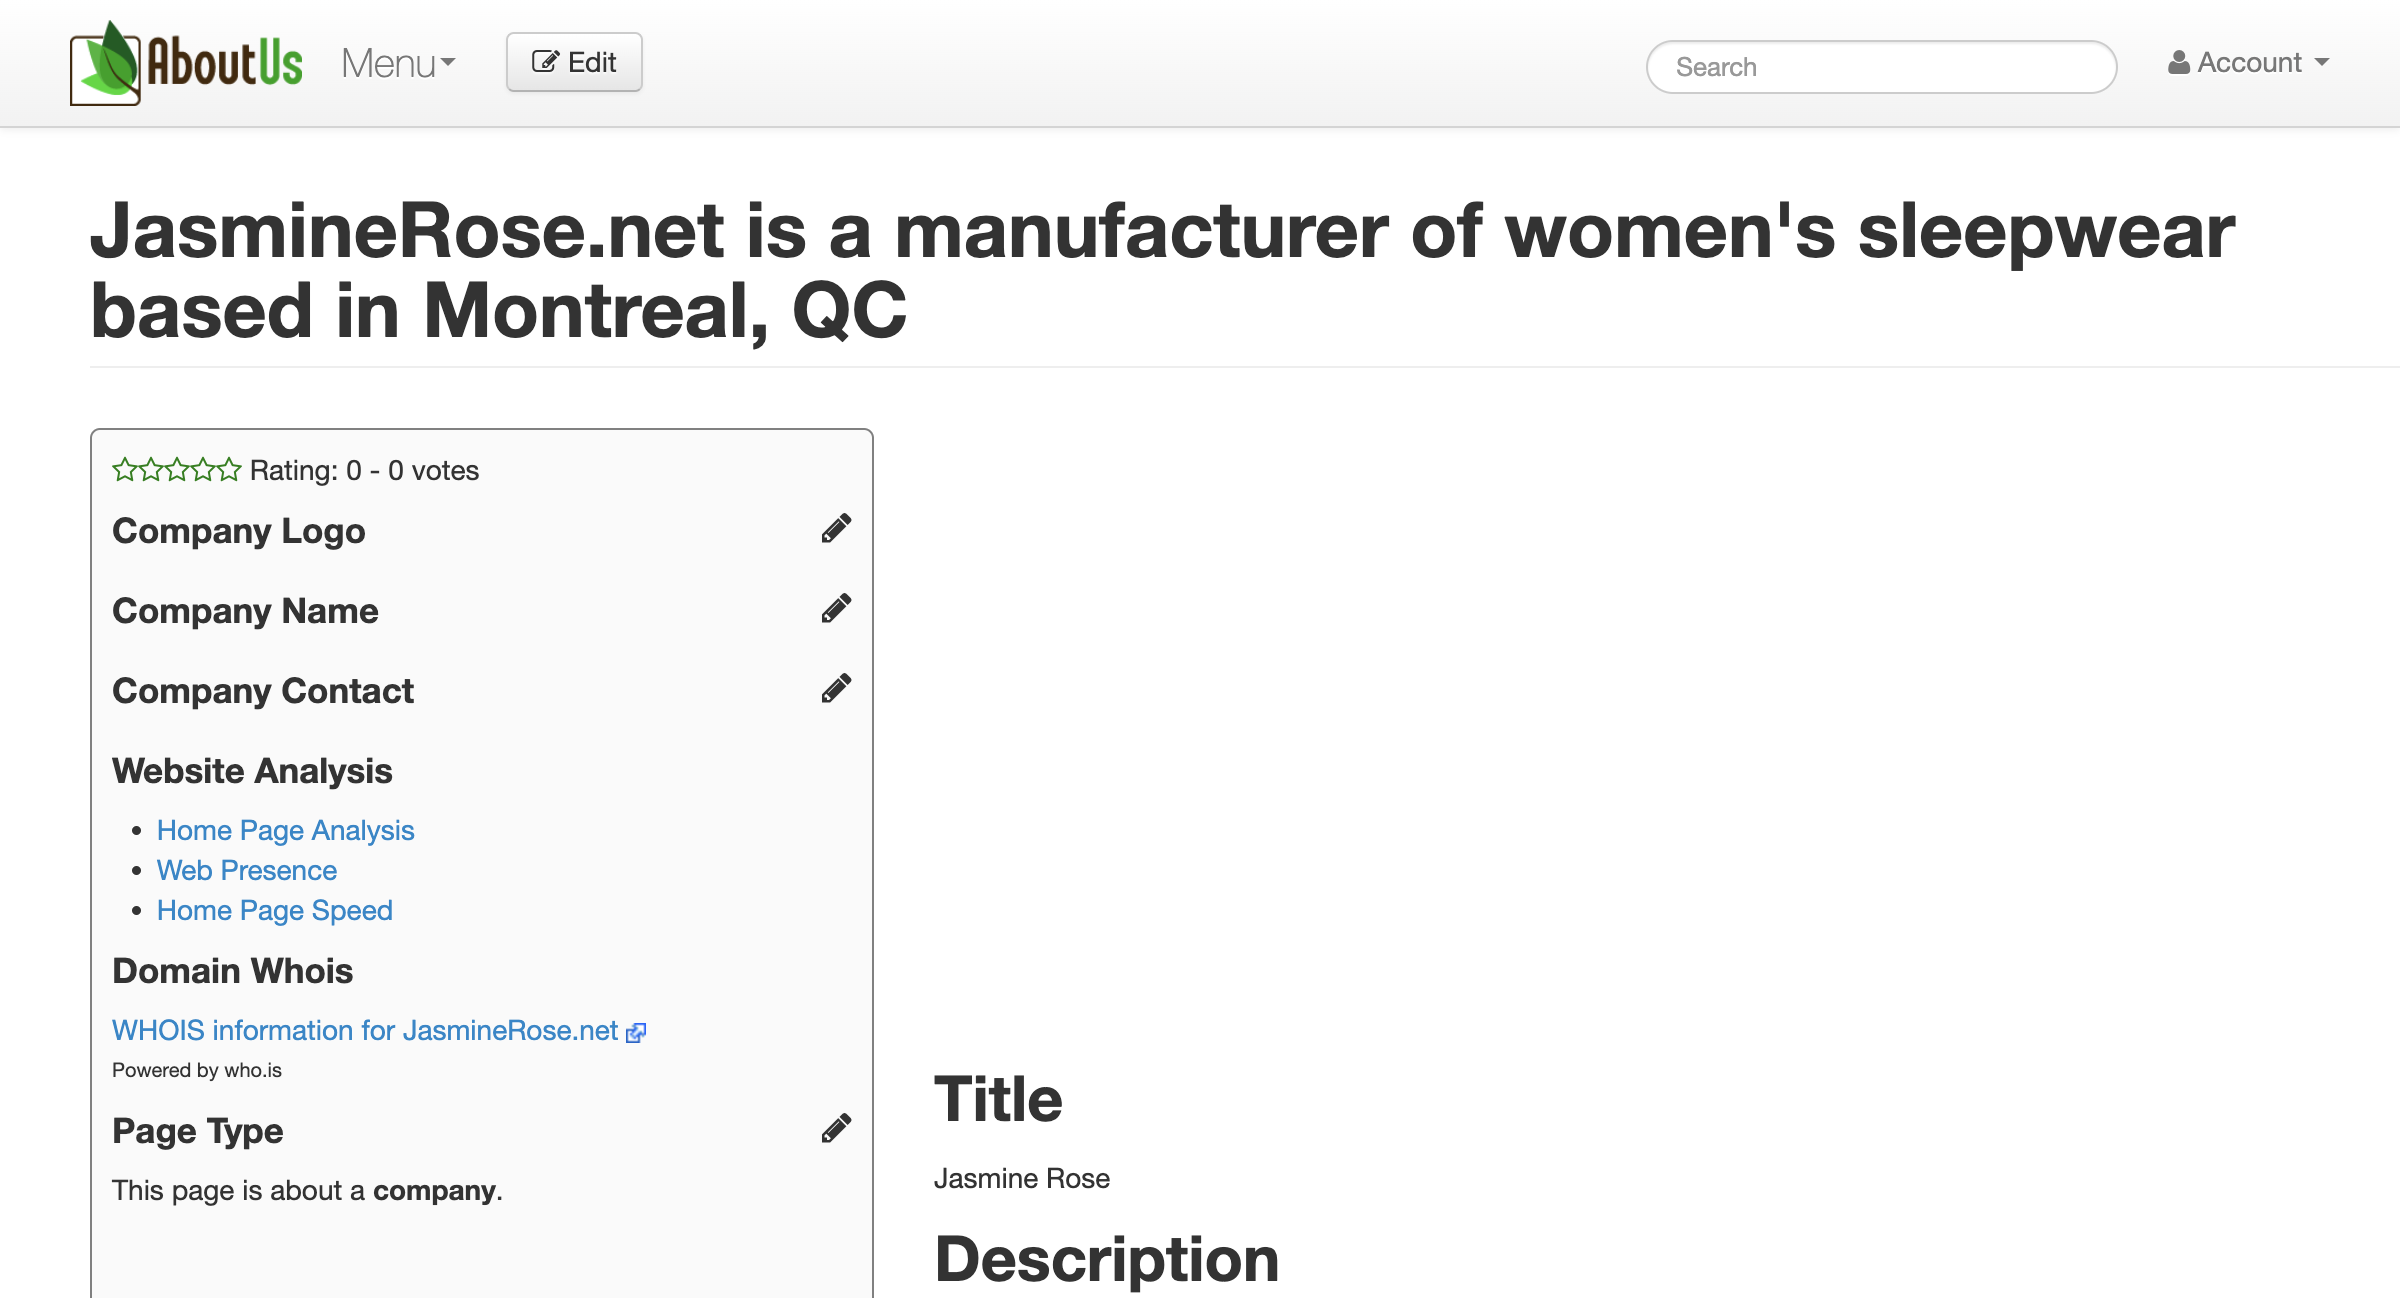 AboutUs Menu Edit Search Account
JasmineRose.net is a manufacturer of women's sleepwear
based in Montreal, QC
Rating: 0 - 0 votes
Company Logo
Company Name
Company Contact
Website Analysis
Home Page Analysis
Web Presence
Home Page Speed
Domain Whois
WHOIS information for JasmineRose.net
Powered by who.is
Page Type
This page is about a company.
Title
Jasmine Rose
Description